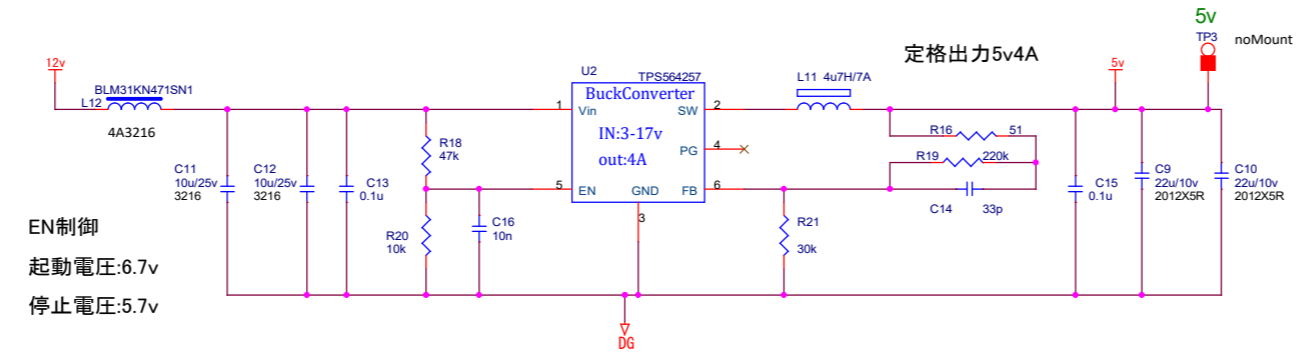 5v
TP3
noMount
定格出力5v4A
12v
BLM31KN471SN1
L12
4A3216
U2
TPS564257
BuckConverter
1
Vin
SW
2
IN:3-17v
out:4A
PG
4
5
EN
GND
FB
6
3
L11 4u7H/7A
5v
R16
51
R19
220k
C14
33p
R18
47k
C11
10u/25v
3216
C12
10u/25v
3216
C13
0.1u
R20
10k
C16
10n
R21
30k
C15
0.1u
C9
22u/10v
2012X5R
C10
22u/10v
2012X5R
EN制御
起動電圧:6.7v
停止電圧:5.7v
DG